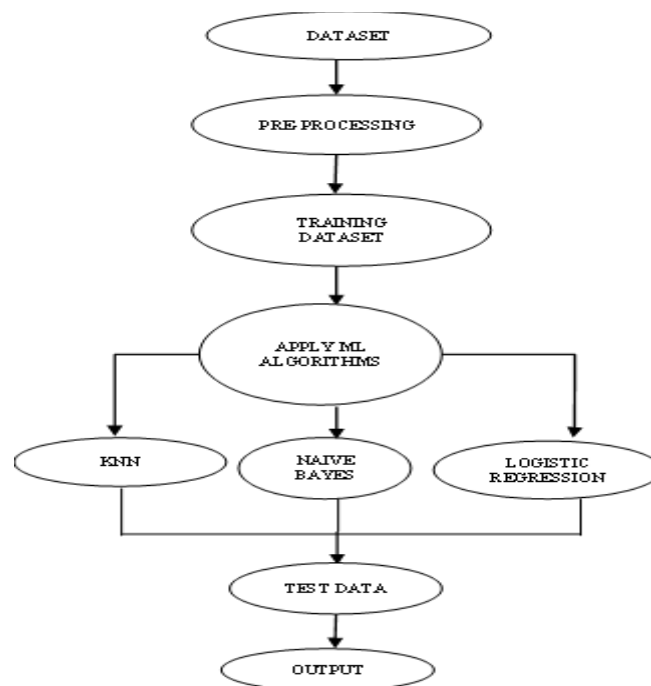 DATASET
PRE-PROCESSING
TRAINING
DATASET
APPLY ML
ALGORITHMS
KNN
NAIVE
BAYES
LOGISTIC
REGRESSION
TEST DATA
OUTPUT